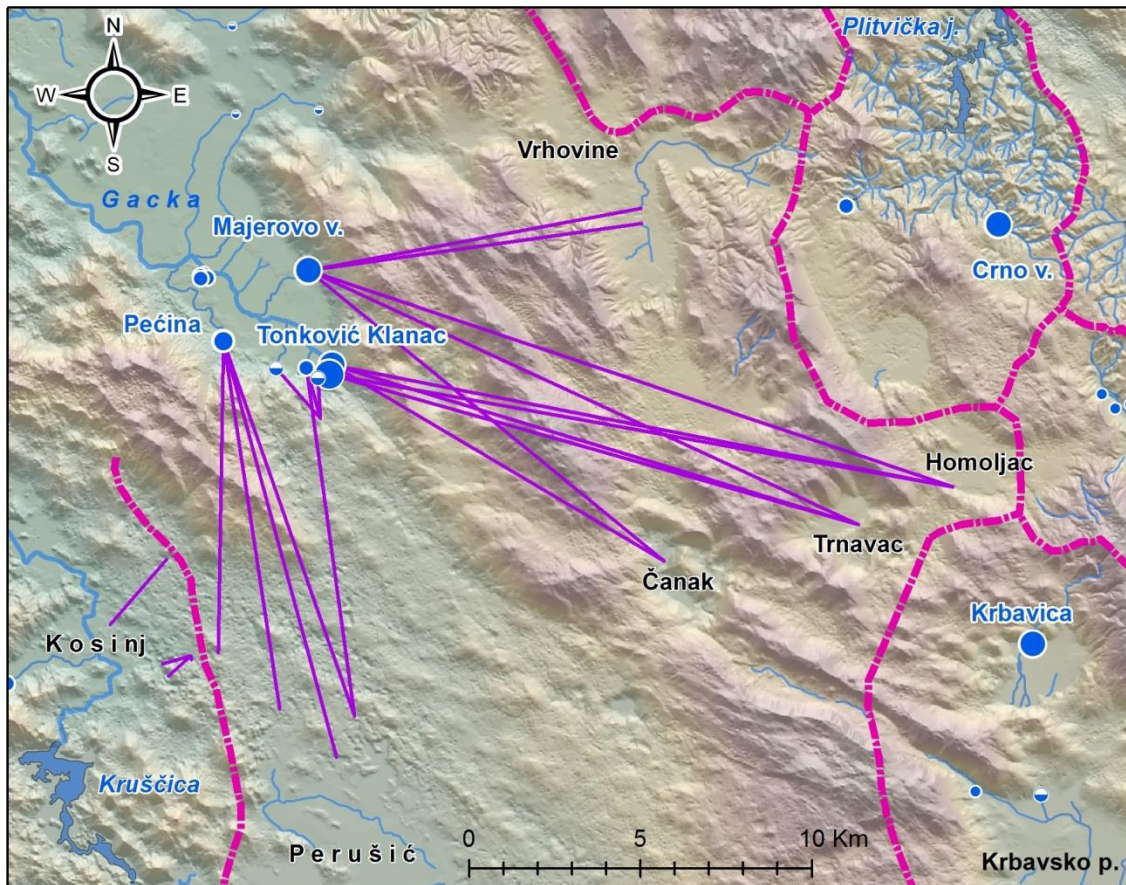 N
Plitvička j.
W
E
S
Vrhovine
Gacka
Majerovo v.
Crno v.
Pećina
Tonković Klanac
Homoljac
Trnavac
Čanak
Krbavica
Kosinj
Kruščica
0 5 10 Km
Perušić
Krbavsko p.